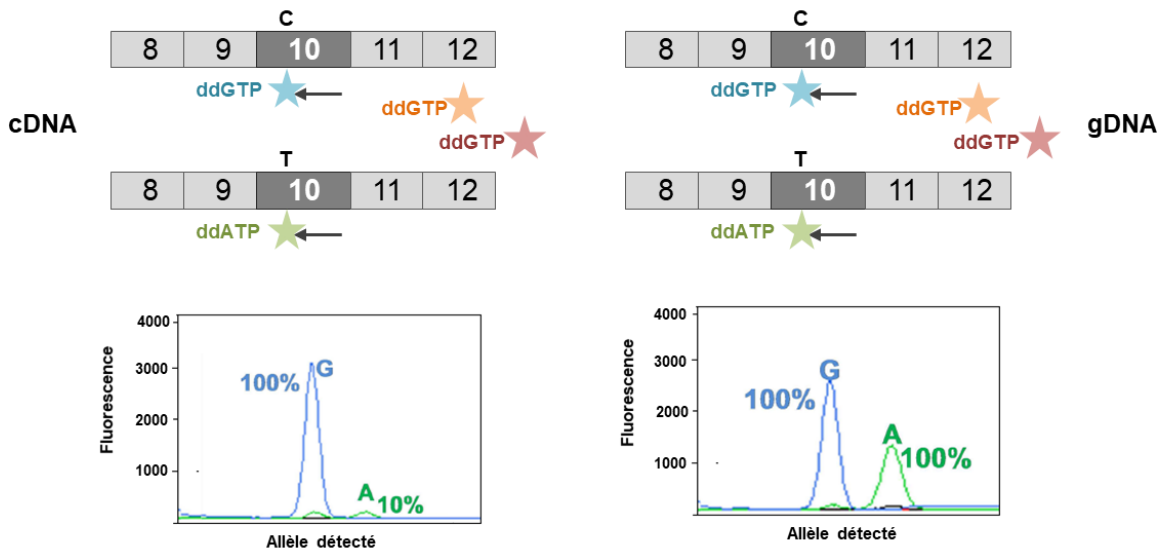 C
8 9 10 11 12
ddGTP
ddGTP
ddGTP
cDNA
T
8 9 10 11 12
ddATP
C
8 9 10 11 12
ddGTP
ddGTP
ddGTP
gDNA
T
8 9 10 11 12
ddATP
Fluorescence
4000
3000
2000
1000
100%
G
A
10%
Allèle détecté
Fluorescence
4000
3000
2000
1000
100%
G
A
100%
Allèle détecté